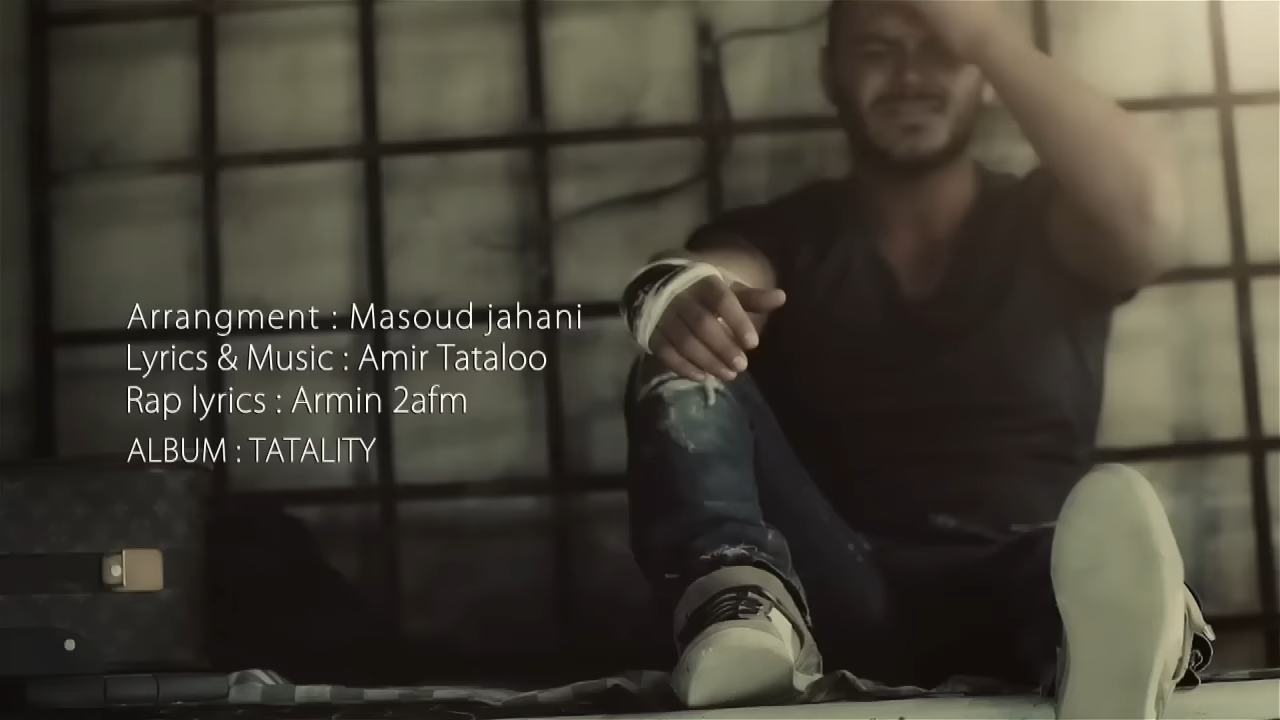 Arrangment : Masoud jahani
Lyrics & Music : Amir Tataloo
Rap lyrics : Armin 2afm
ALBUM : TATALITY